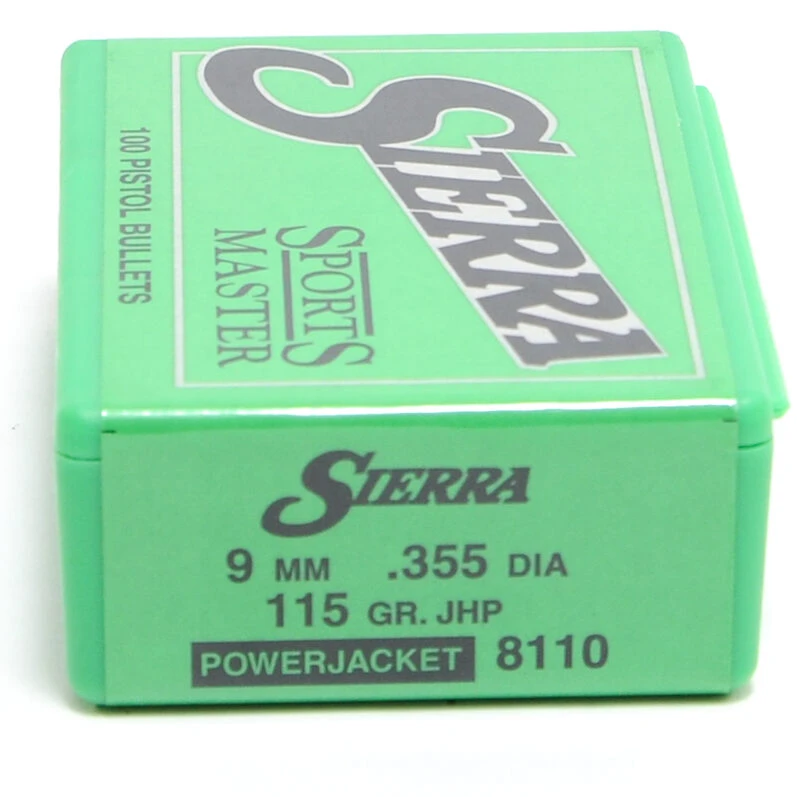 SIERRA
SPORTS
MASTER
100 PISTOL BULLETS
SIERRA
9 MM .355 DIA
115 GR. JHP
POWERJACKET 8110